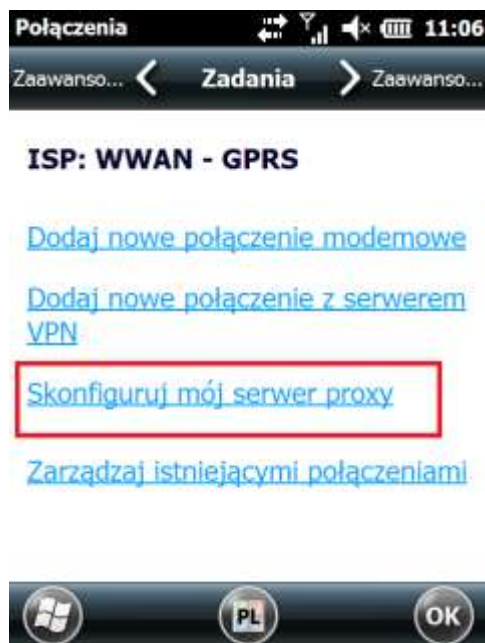 Połączenia 11:06
Zaawanso... Zadania Zaawanso...
ISP: WWAN - GPRS
Dodaj nowe połączenie modemowe
Dodaj nowe połączenie z serwerem
VPN
Skonfiguruj mój serwer proxy
Zarządzaj istniejącymi połączeniami
PL OK